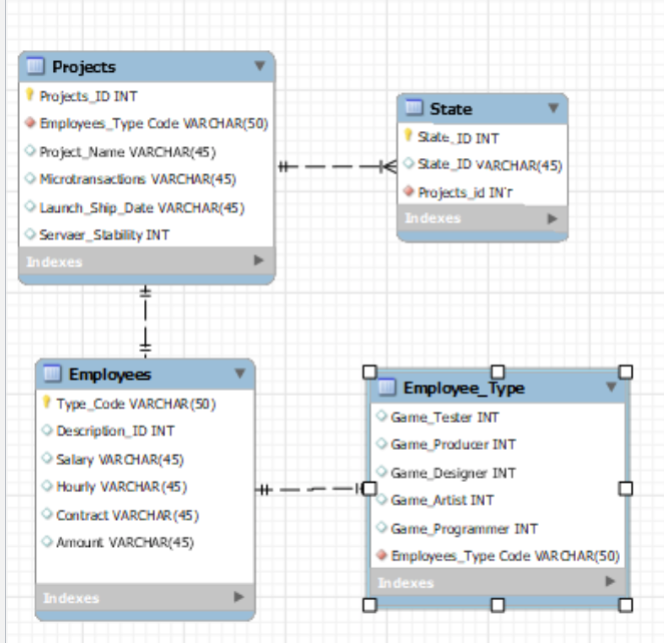 Projects
Projects_ID INT
Employees_Type Code VARCHAR(50)
Project_Name VARCHAR(45)
Microtransactions VARCHAR(45)
Launch_Ship_Date VARCHAR(45)
Servaer_Stability INT
Indexes
State
State_ID INT
State_ID VARCHAR(45)
Projects_id INT
Indexes
Employees
Type_Code VARCHAR(50)
Description_ID INT
Salary VARCHAR(45)
Hourly VARCHAR(45)
Contract VARCHAR(45)
Amount VARCHAR(45)
Indexes
Employee_Type
Game_Tester INT
Game_Producer INT
Game_Designer INT
Game_Artist INT
Game_Programmer INT
Employees_Type Code VARCHAR(50)
Indexes